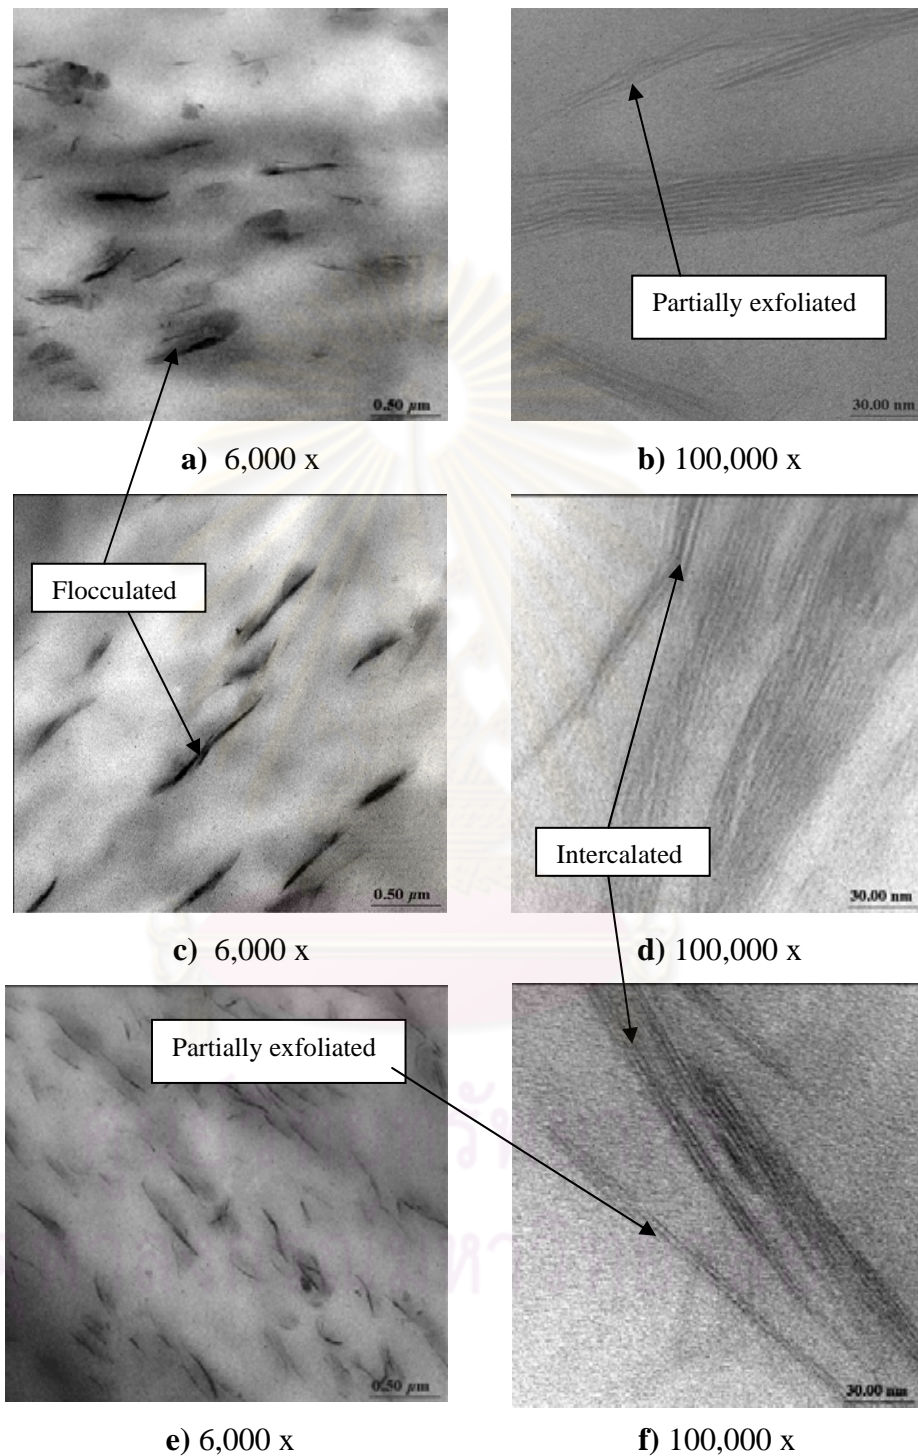 0.50 µm
Partially exfoliated
30.00 nm
a) 6,000 x
b) 100,000 x
Flocculated
0.50 µm
Intercalated
30.00 nm
c) 6,000 x
d) 100,000 x
Partially exfoliated
0.50 µm
30.00 nm
e) 6,000 x
f) 100,000 x